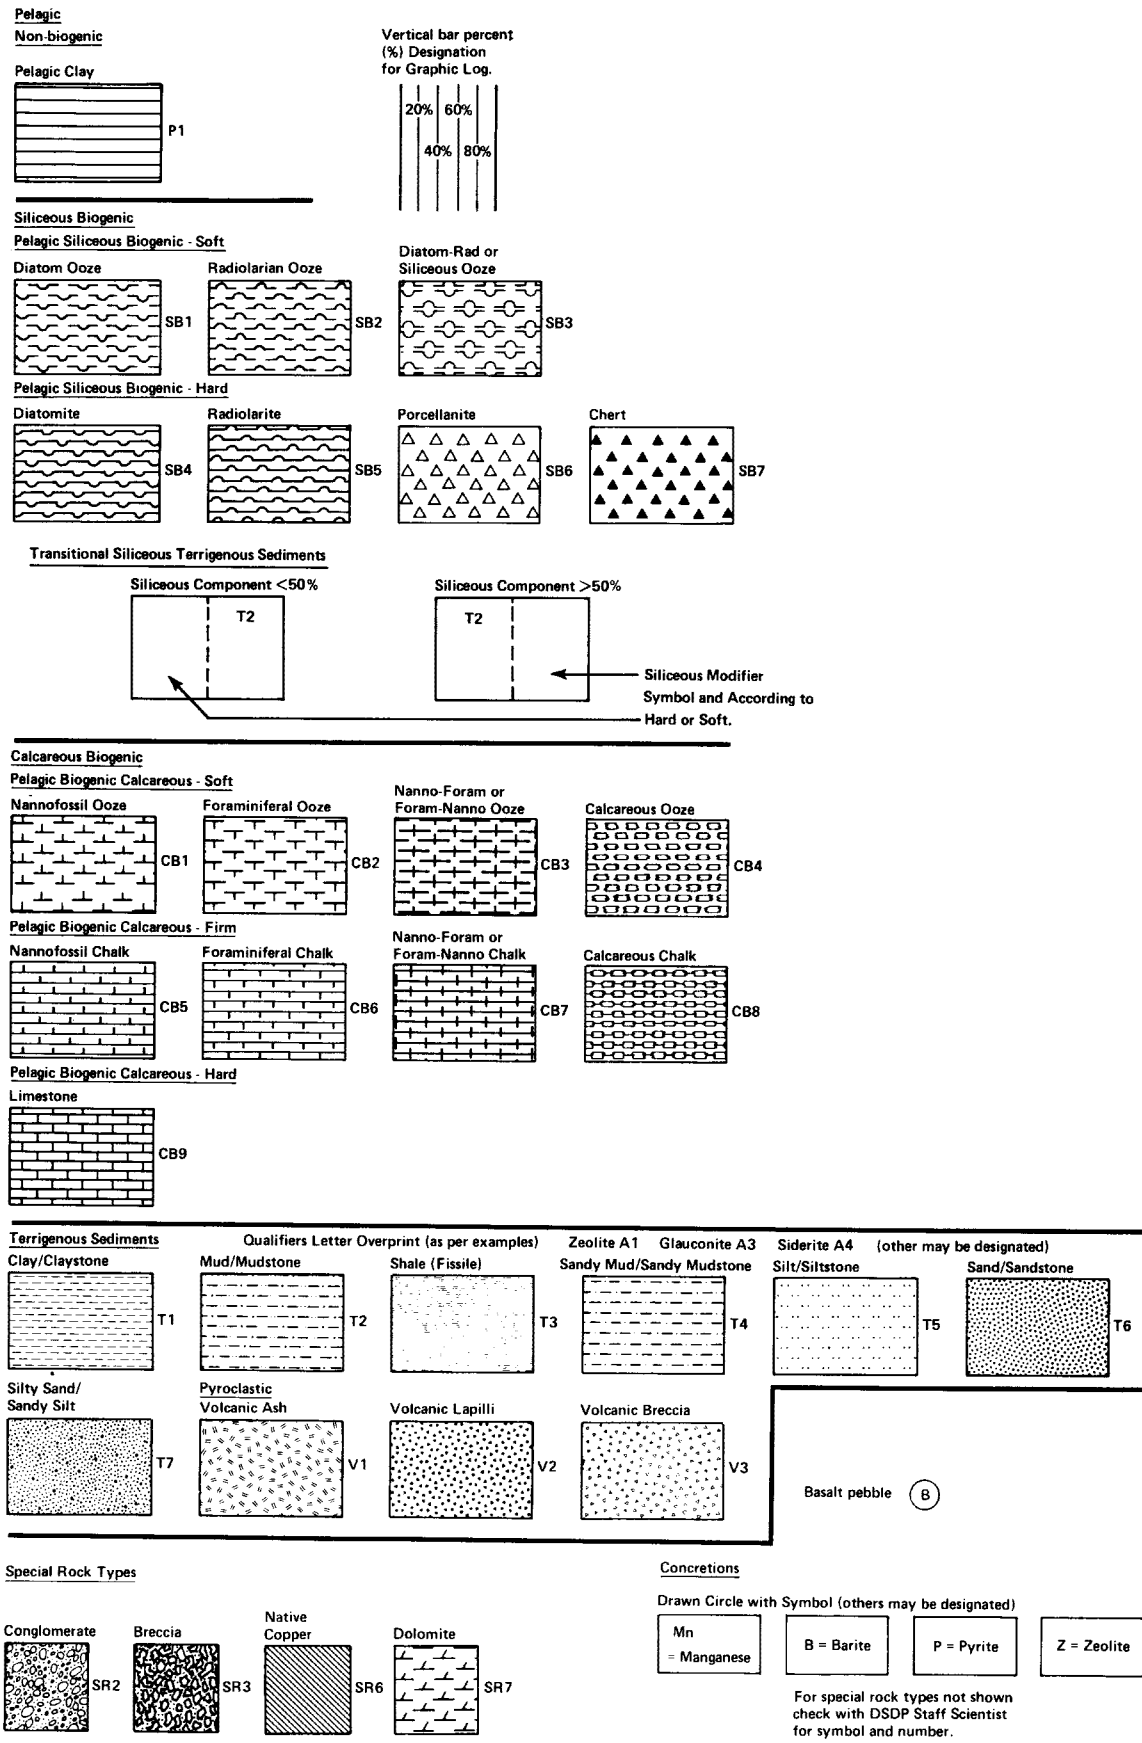 Pelagic
Non-biogenic
Pelagic Clay
P1
Vertical bar percent
(%) Designation
for Graphic Log.
20% 60%
40% 80%
Siliceous Biogenic
Pelagic Siliceous Biogenic - Soft
Diatom Ooze
SB1
Radiolarian Ooze
SB2
Diatom-Rad or
Siliceous Ooze
SB3
Pelagic Siliceous Biogenic - Hard
Diatomite
SB4
Radiolarite
SB5
Porcellanite
SB6
Chert
SB7
Transitional Siliceous Terrigenous Sediments
Siliceous Component <50%
T2
Siliceous Component >50%
T2
Siliceous Modifier
Symbol and According to
Hard or Soft.
Calcareous Biogenic
Pelagic Biogenic Calcareous - Soft
Nannofossil Ooze
CB1
Foraminiferal Ooze
CB2
Nanno-Foram or
Foram-Nanno Ooze
CB3
Calcareous Ooze
CB4
Pelagic Biogenic Calcareous - Firm
Nannofossil Chalk
CB5
Foraminiferal Chalk
CB6
Nanno-Foram or
Foram-Nanno Chalk
CB7
Calcareous Chalk
CB8
Pelagic Biogenic Calcareous - Hard
Limestone
CB9
Terrigenous Sediments
Qualifiers Letter Overprint (as per examples) Zeolite A1 Glauconite A3 Siderite A4 (other may be designated)
Clay/Claystone
T1
Mud/Mudstone
T2
Shale (Fissile)
T3
Sandy Mud/Sandy Mudstone
T4
Silt/Siltstone
T5
Sand/Sandstone
T6
Silty Sand/
Sandy Silt
T7
Pyroclastic
Volcanic Ash
V1
Volcanic Lapilli
V2
Volcanic Breccia
V3
Basalt pebble B
Special Rock Types
Conglomerate
SR2
Breccia
SR3
Native
Copper
SR6
Dolomite
SR7
Concretions
Drawn Circle with Symbol (others may be designated)
Mn
= Manganese
B = Barite
P = Pyrite
Z = Zeolite
For special rock types not shown
check with DSDP Staff Scientist
for symbol and number.